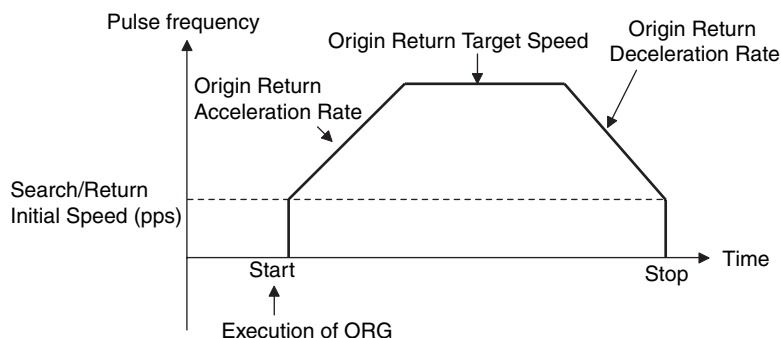 Pulse frequency
Origin Return Target Speed
Origin Return
Deceleration Rate
Origin Return
Acceleration Rate
Search/Return
Initial Speed (pps)
Start
Stop
Time
Execution of ORG